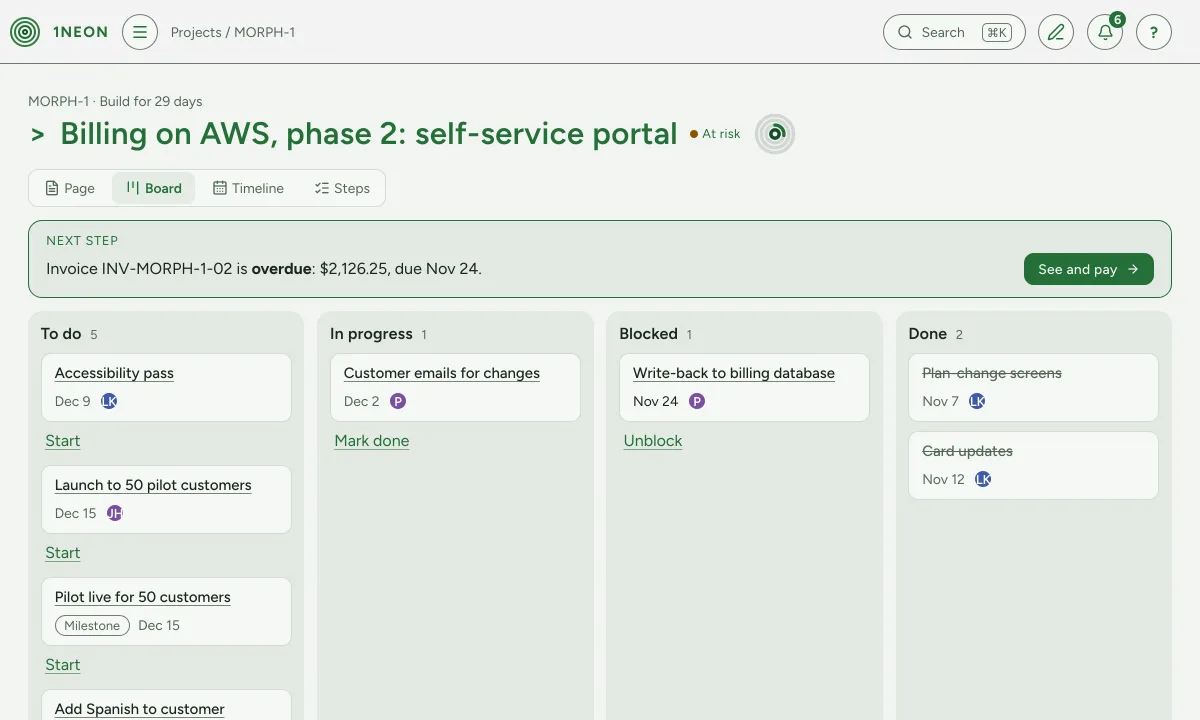 1NEON
Projects / MORPH-1
Search ⌘K
6
?
MORPH-1 · Build for 29 days
> Billing on AWS, phase 2: self-service portal
At risk
Page
Board
Timeline
Steps
NEXT STEP
Invoice INV-MORPH-1-02 is overdue: $2,126.25, due Nov 24.
See and pay →
To do 5
Accessibility pass
Dec 9 LK
Start
Launch to 50 pilot customers
Dec 15 JH
Start
Pilot live for 50 customers
Milestone Dec 15
Start
Add Spanish to customer
In progress 1
Customer emails for changes
Dec 2 P
Mark done
Blocked 1
Write-back to billing database
Nov 24 P
Unblock
Done 2
Plan-change screens
Nov 7 LK
Card updates
Nov 12 LK